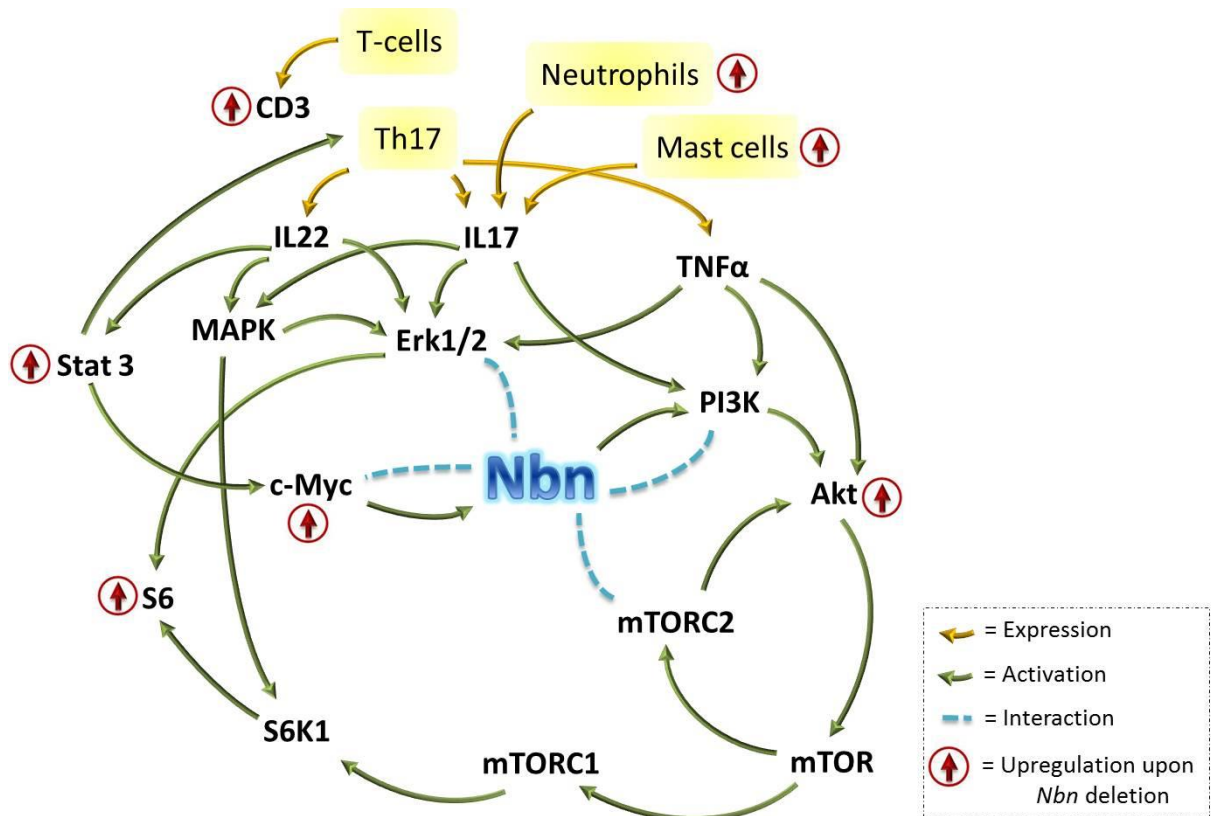 T-cells
Neutrophils
CD3
Th17
Mast cells
IL22
IL17
TNFα
MAPK
Erk1/2
Stat 3
PI3K
c-Myc
Nbn
Akt
S6
mTORC2
S6K1
mTORC1
mTOR
= Expression
= Activation
= Interaction
= Upregulation upon
Nbn deletion